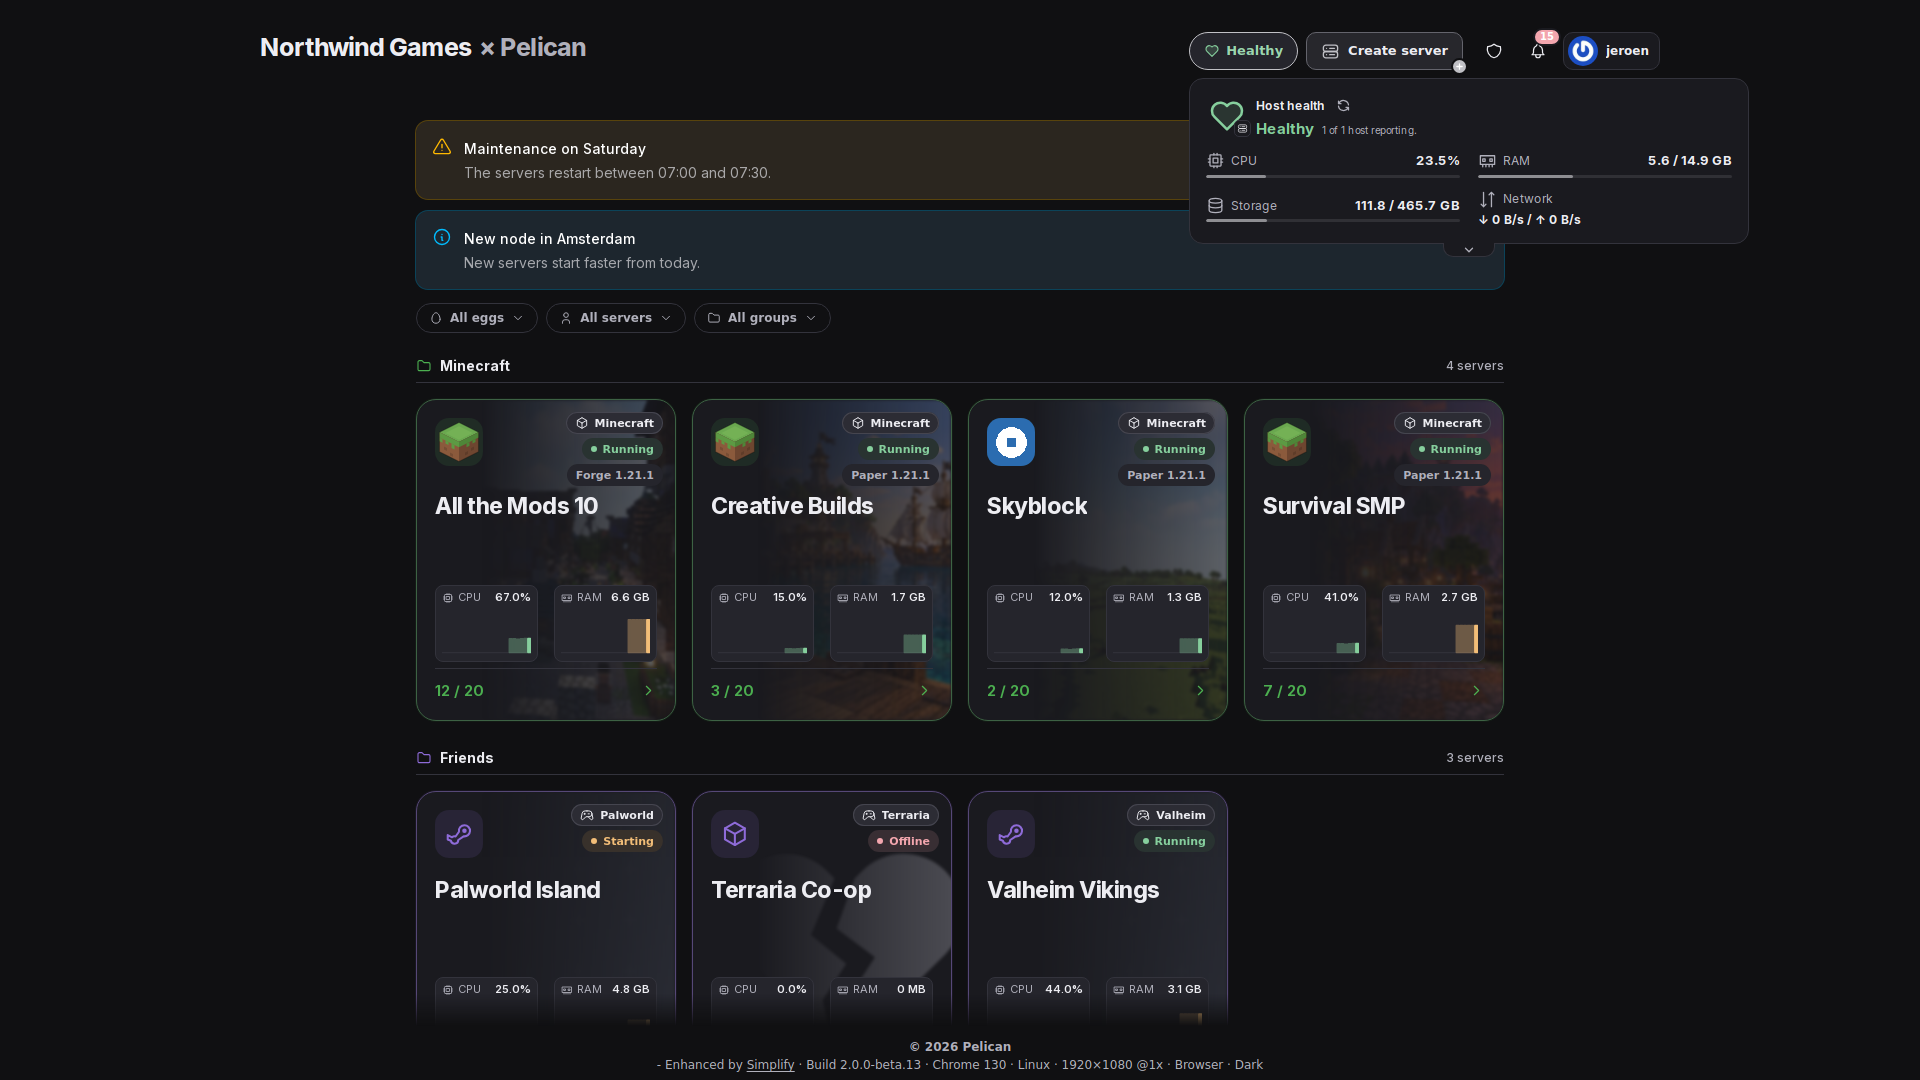 Northwind Games × Pelican
Healthy
Create server
15
jeroen
Host health
Healthy 1 of 1 host reporting.
CPU 23.5%
RAM 5.6 / 14.9 GB
Storage 111.8 / 465.7 GB
Network
↓ 0 B/s / ↑ 0 B/s
Maintenance on Saturday
The servers restart between 07:00 and 07:30.
New node in Amsterdam
New servers start faster from today.
All eggs
All servers
All groups
Minecraft
4 servers
Minecraft
Running
Forge 1.21.1
All the Mods 10
CPU 67.0%
RAM 6.6 GB
12 / 20
Minecraft
Running
Paper 1.21.1
Creative Builds
CPU 15.0%
RAM 1.7 GB
3 / 20
Minecraft
Running
Paper 1.21.1
Skyblock
CPU 12.0%
RAM 1.3 GB
2 / 20
Minecraft
Running
Paper 1.21.1
Survival SMP
CPU 41.0%
RAM 2.7 GB
7 / 20
Friends
3 servers
Palworld
Starting
Palworld Island
CPU 25.0%
RAM 4.8 GB
Terraria
Offline
Terraria Co-op
CPU 0.0%
RAM 0 MB
Valheim
Running
Valheim Vikings
CPU 44.0%
RAM 3.1 GB
© 2026 Pelican
- Enhanced by Simplify · Build 2.0.0-beta.13 · Chrome 130 · Linux · 1920×1080 @1x · Browser · Dark